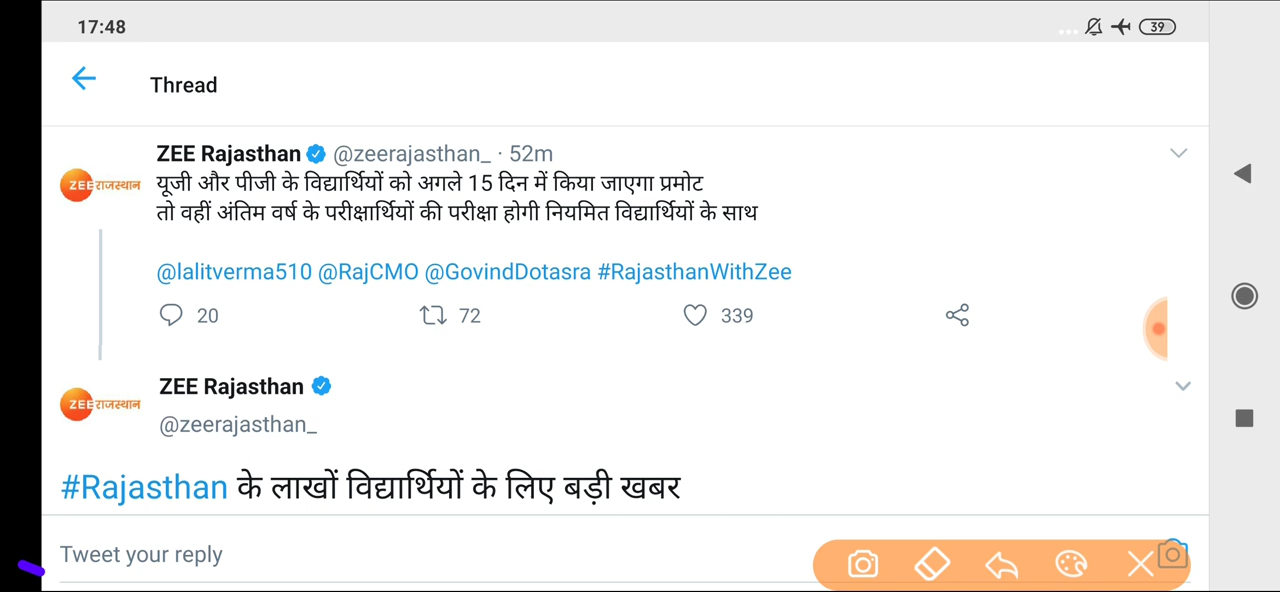 17:48
39
Thread
ZEE Rajasthan @zeerajasthan_ · 52m
ZEE राजस्थान
यूजी और पीजी के विद्यार्थियों को अगले 15 दिन में किया जाएगा प्रमोट
तो वहीं अंतिम वर्ष के परीक्षार्थियों की परीक्षा होगी नियमित विद्यार्थियों के साथ
@lalitverma510 @RajCMO @GovindDotasra #RajasthanWithZee
20 72 339
ZEE Rajasthan
ZEE राजस्थान
@zeerajasthan_
#Rajasthan के लाखों विद्यार्थियों के लिए बड़ी खबर
Tweet your reply